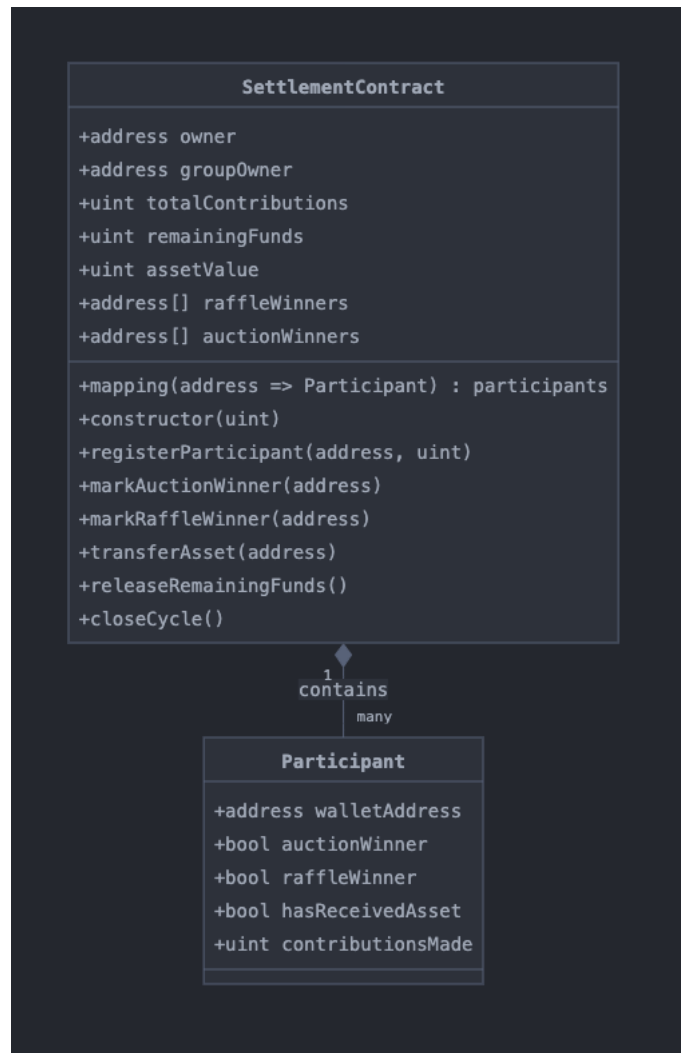 SettlementContract
+address owner
+address groupOwner
+uint totalContributions
+uint remainingFunds
+uint assetValue
+address[] raffleWinners
+address[] auctionWinners
+mapping(address => Participant) : participants
+constructor(uint)
+registerParticipant(address, uint)
+markAuctionWinner(address)
+markRaffleWinner(address)
+transferAsset(address)
+releaseRemainingFunds()
+closeCycle()
1
contains
many
Participant
+address walletAddress
+bool auctionWinner
+bool raffleWinner
+bool hasReceivedAsset
+uint contributionsMade